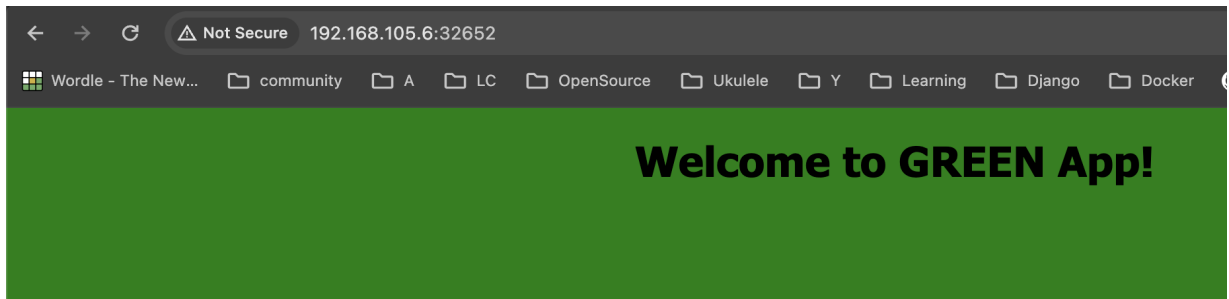 Not Secure 192.168.105.6:32652
Wordle - The New... community A LC OpenSource Ukulele Y Learning Django Docker
Welcome to GREEN App!